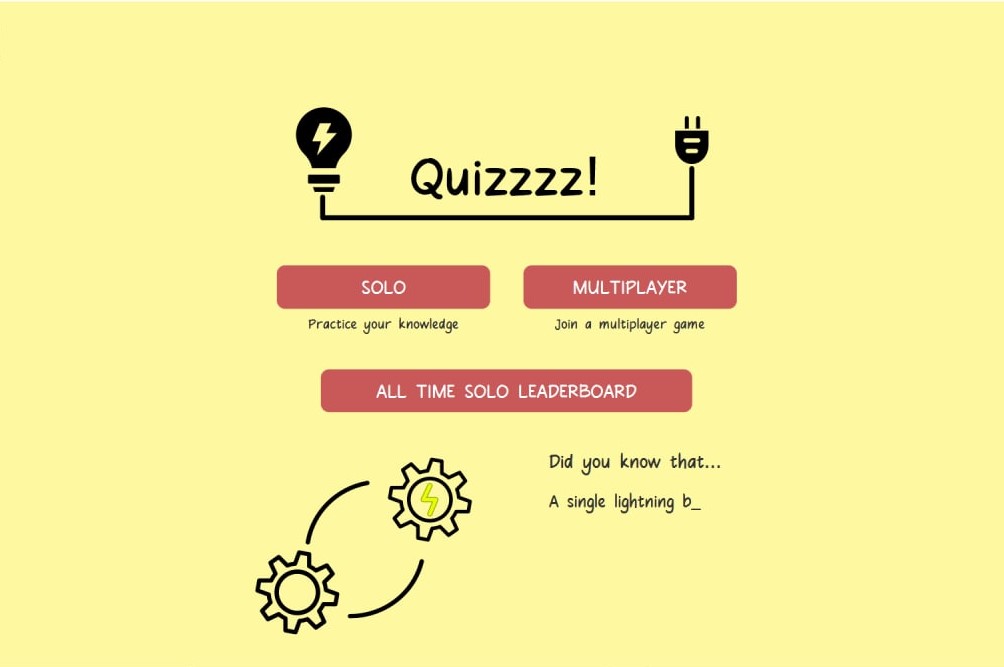 Quizzzz!
SOLO
MULTIPLAYER
Practice your knowledge
Join a multiplayer game
ALL TIME SOLO LEADERBOARD
Did you know that...
A single lightning b_